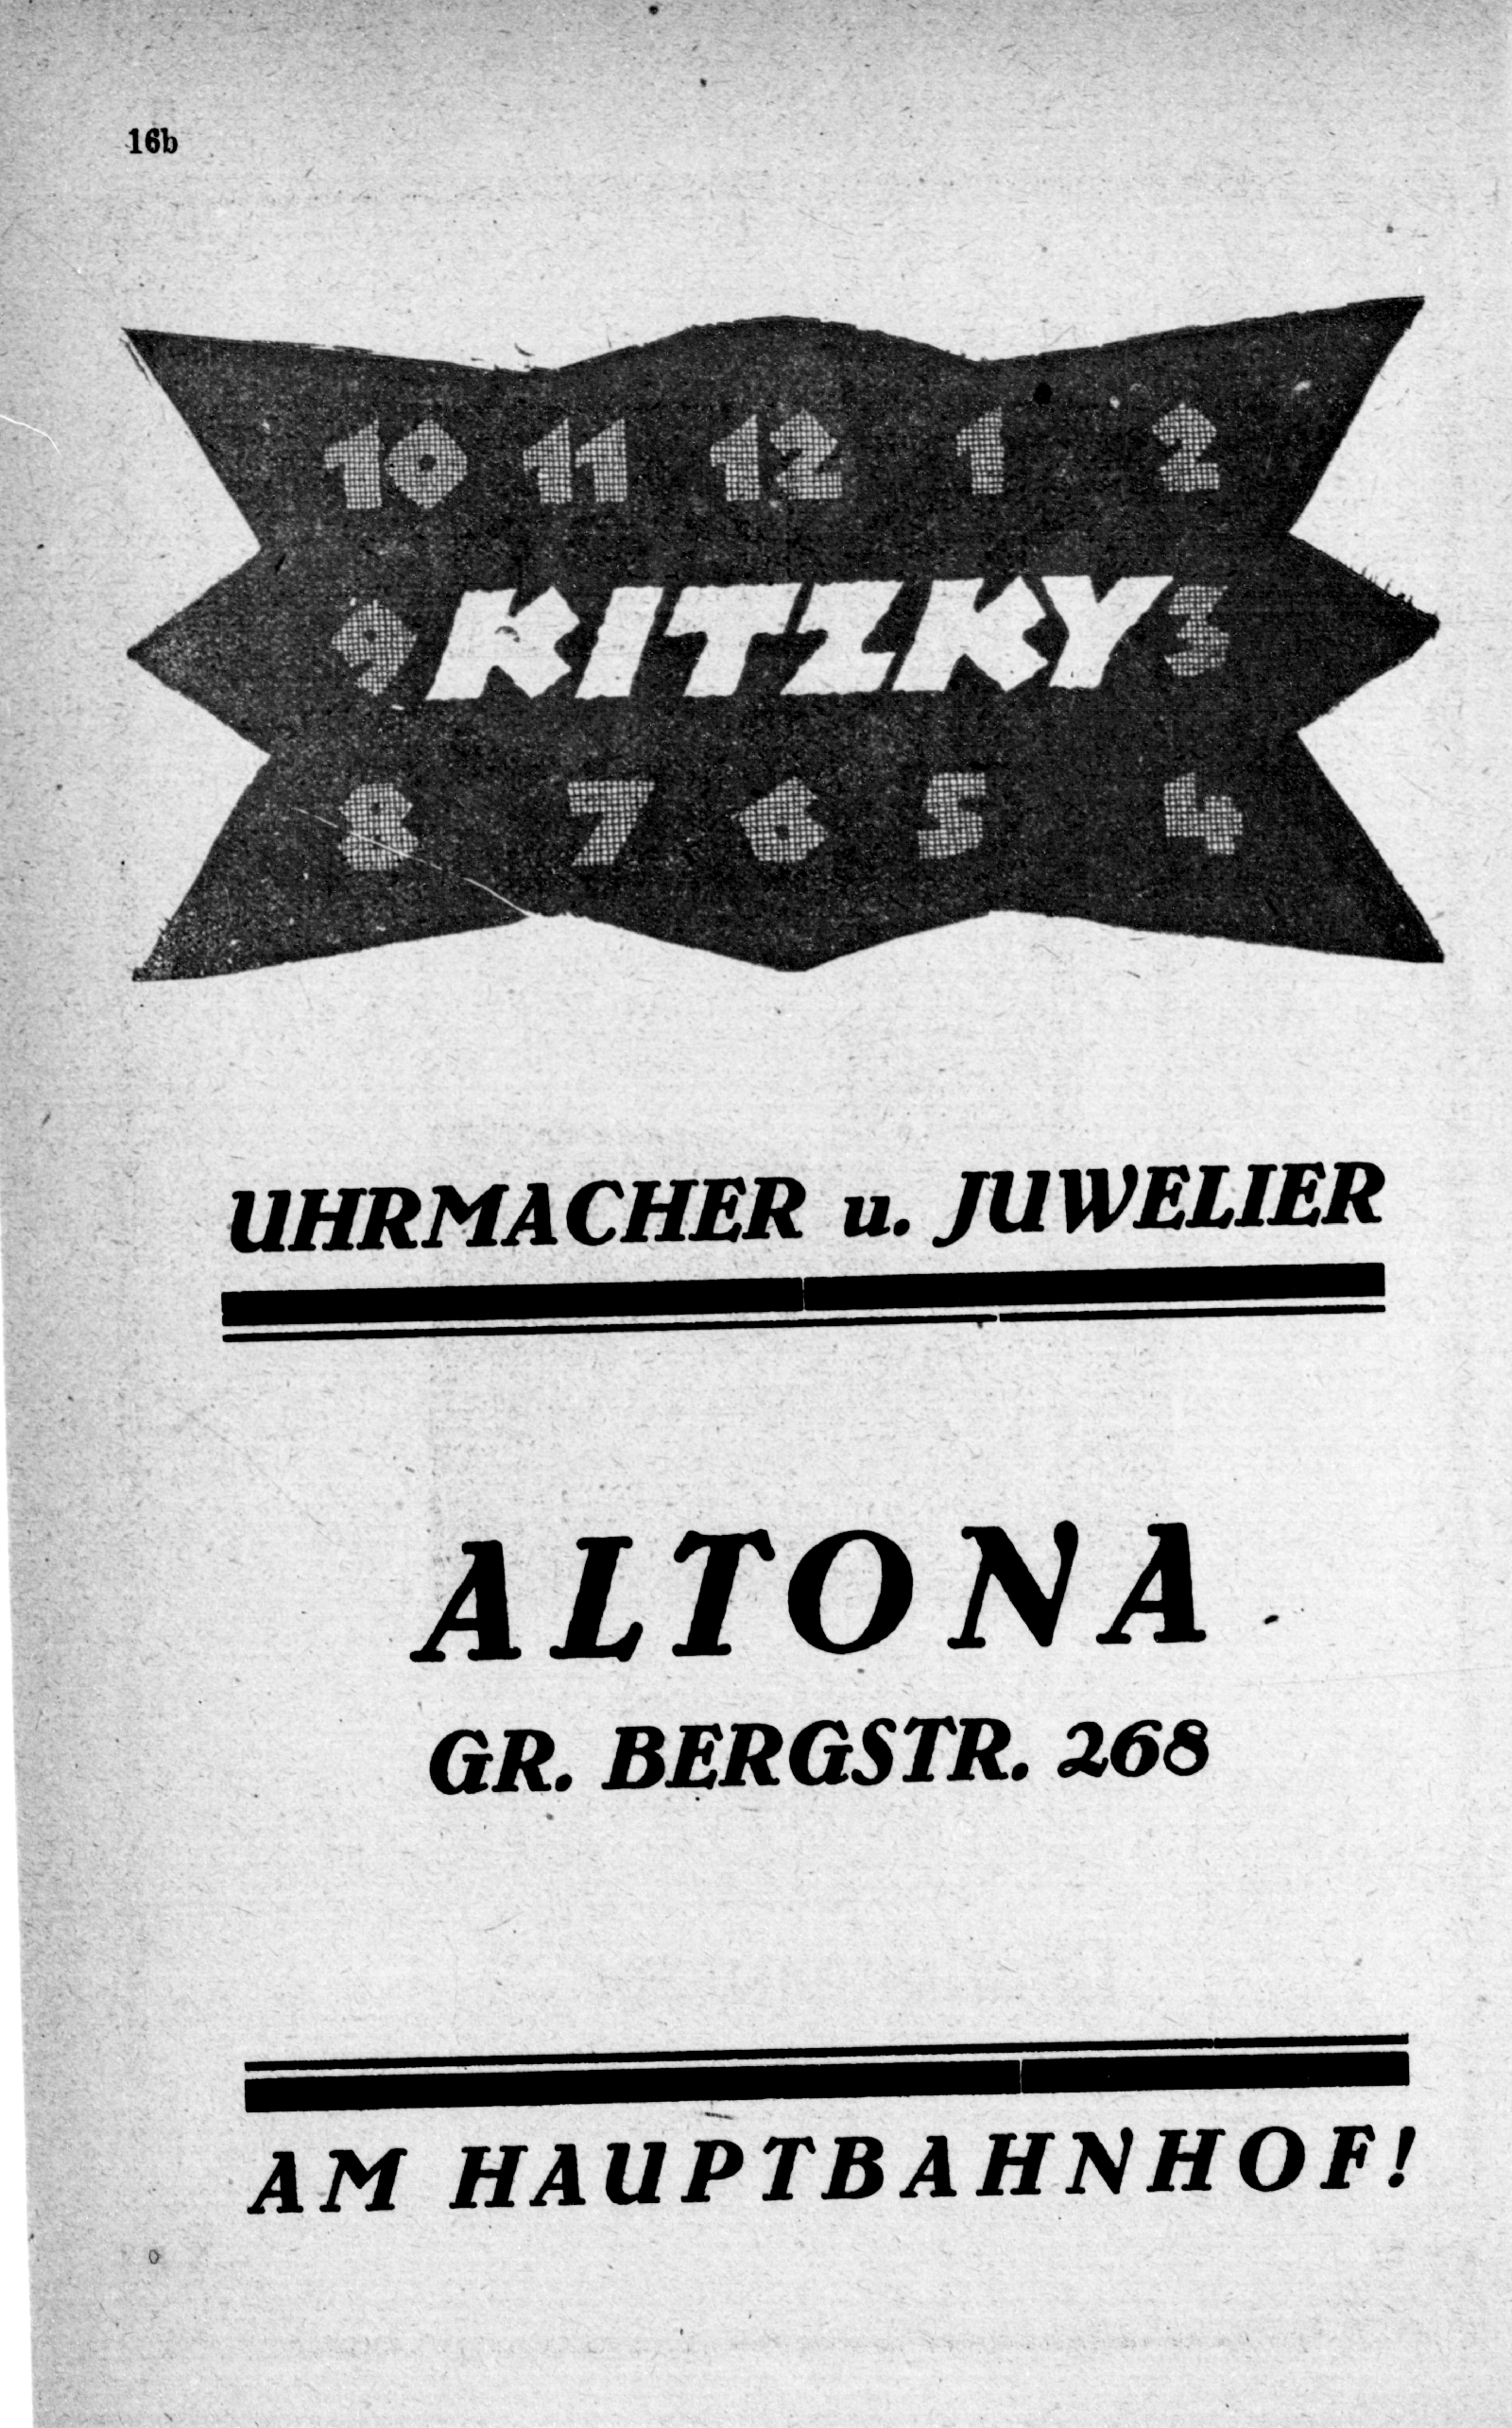 16b
10 11 12 1 2
9 KITZKY 3
8 7 6 5 4
UHRMACHER u. JUWELIER
ALTONA
GR. BERGSTR. 268
AM HAUPTBAHNHOF!